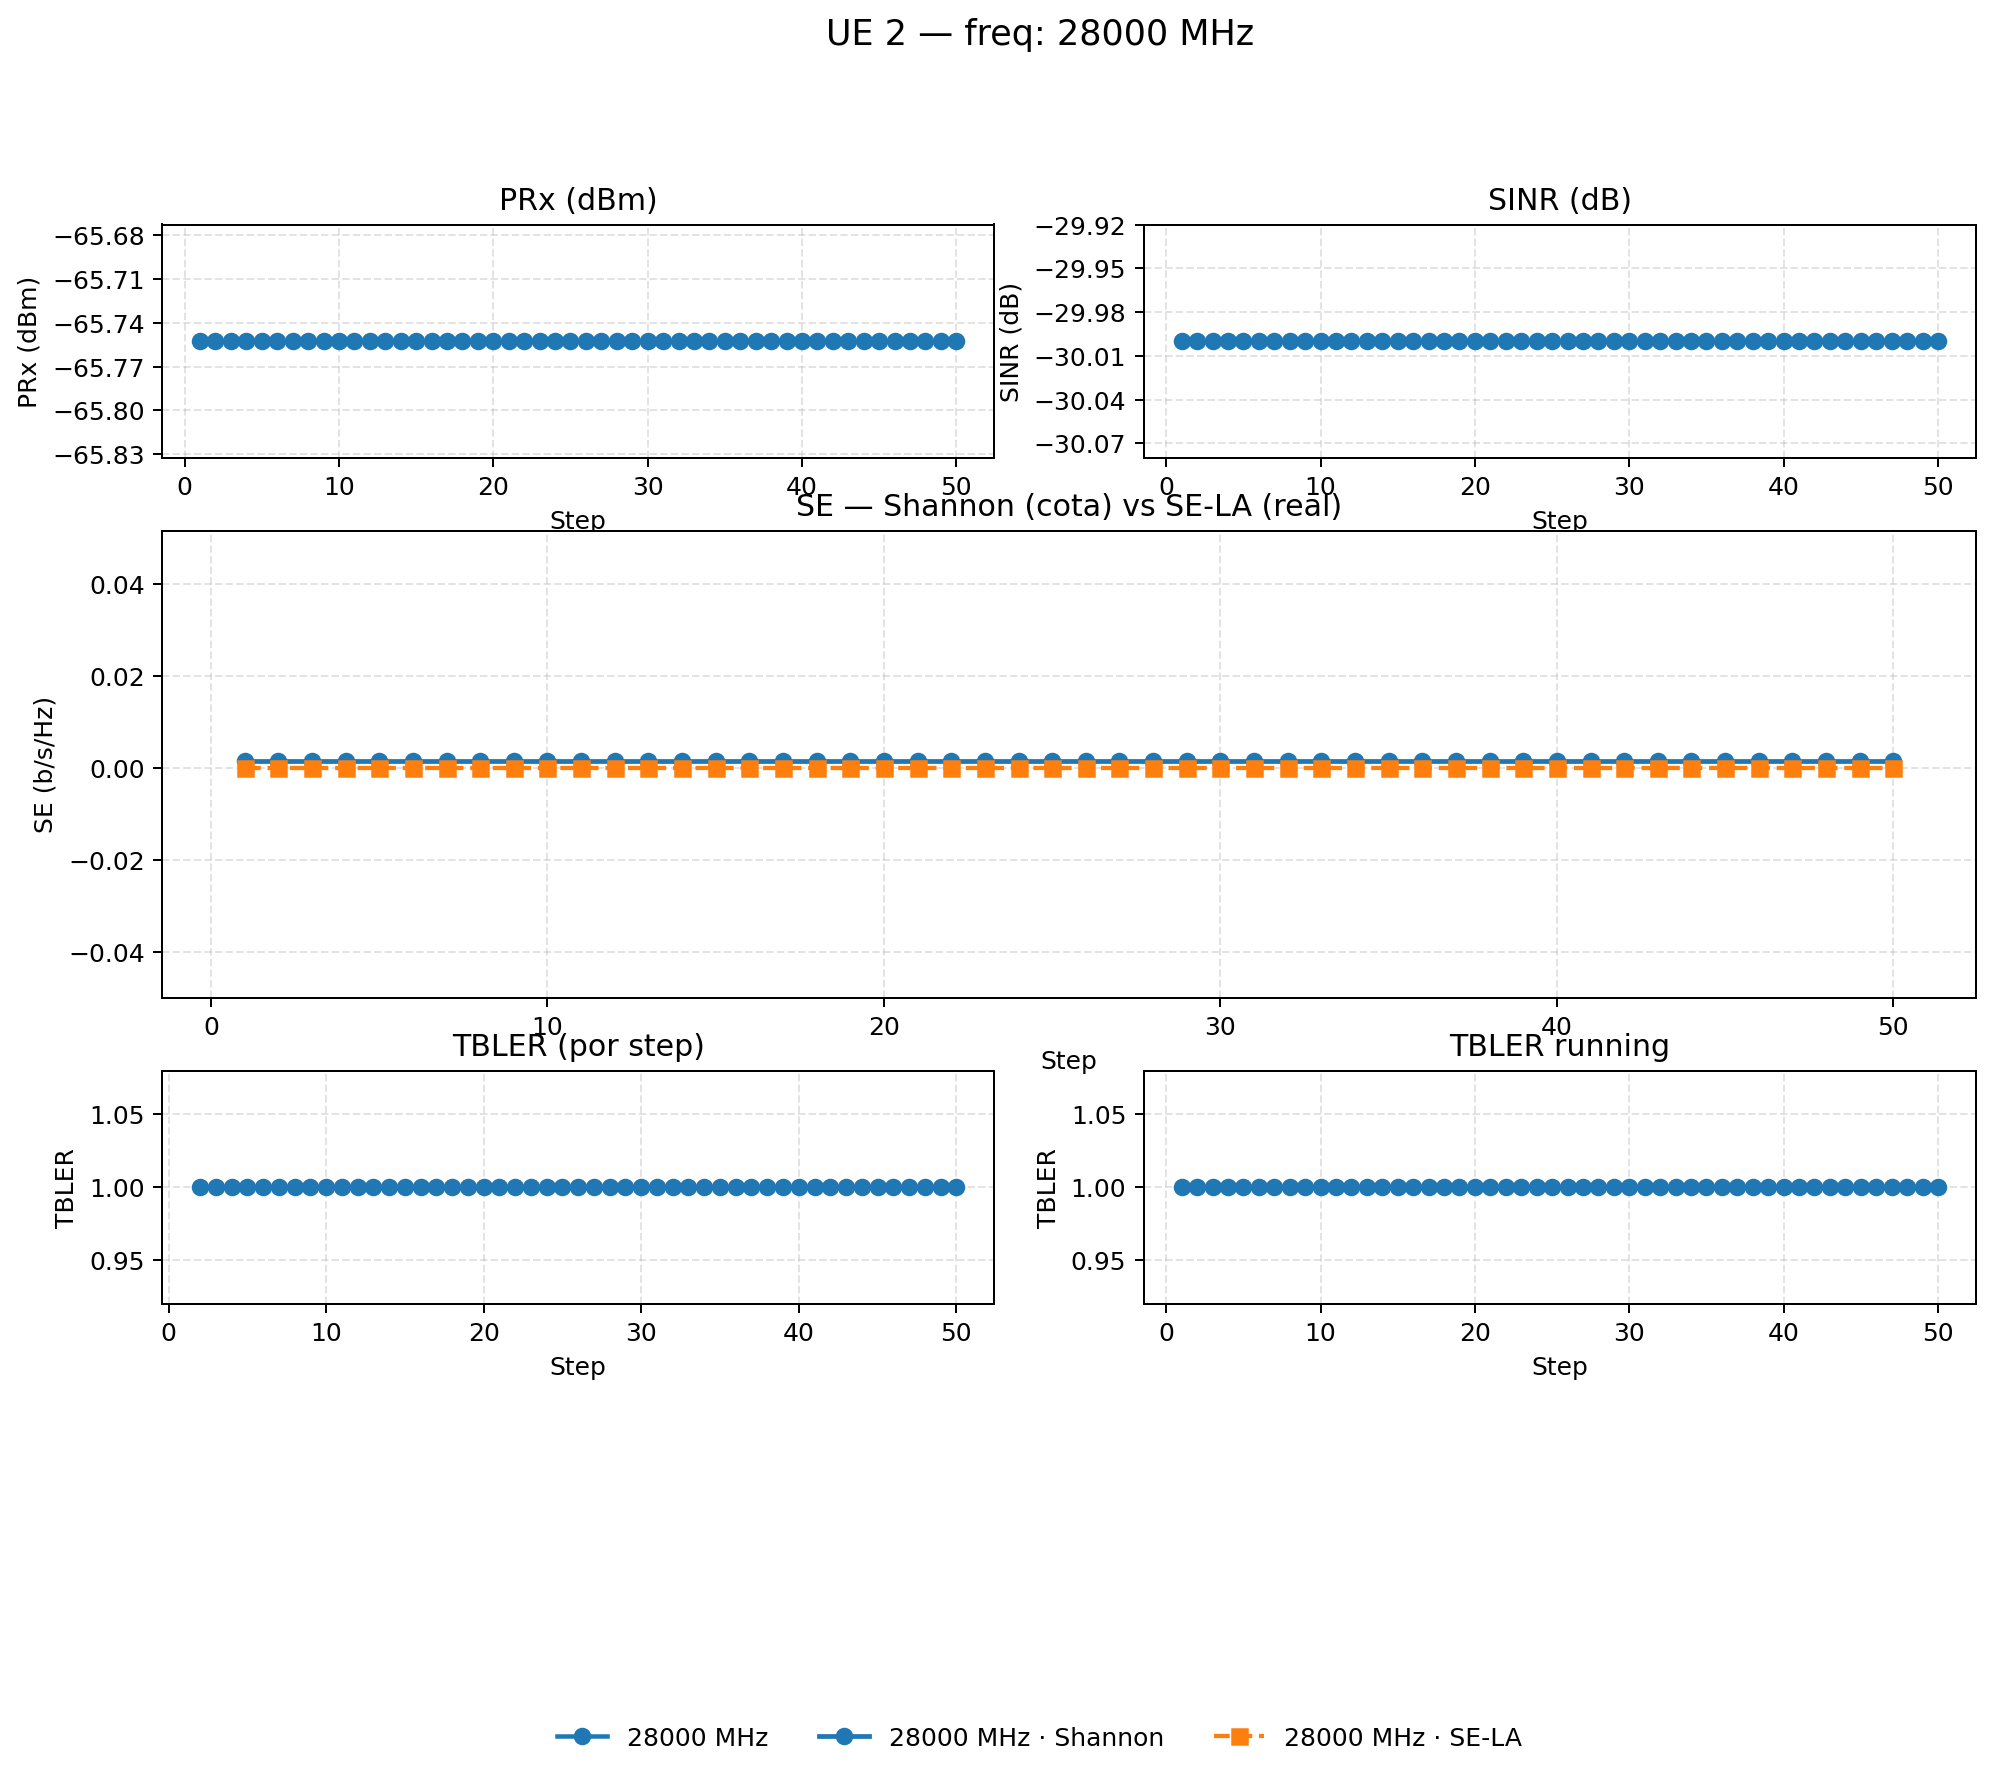 UE 2 — freq: 28000 MHz
PRx (dBm)
PRx (dBm)
−65.68
−65.71
−65.74
−65.77
−65.80
−65.83
0 10 20 30 40 50
Step
SINR (dB)
SINR (dB)
−29.92
−29.95
−29.98
−30.01
−30.04
−30.07
0 10 20 30 40 50
Step
SE — Shannon (cota) vs SE-LA (real)
SE (b/s/Hz)
0.04
0.02
0.00
−0.02
−0.04
0 10 20 30 40 50
Step
TBLER (por step)
TBLER
1.05
1.00
0.95
0 10 20 30 40 50
Step
TBLER running
TBLER
1.05
1.00
0.95
0 10 20 30 40 50
Step
28000 MHz 28000 MHz · Shannon 28000 MHz · SE-LA